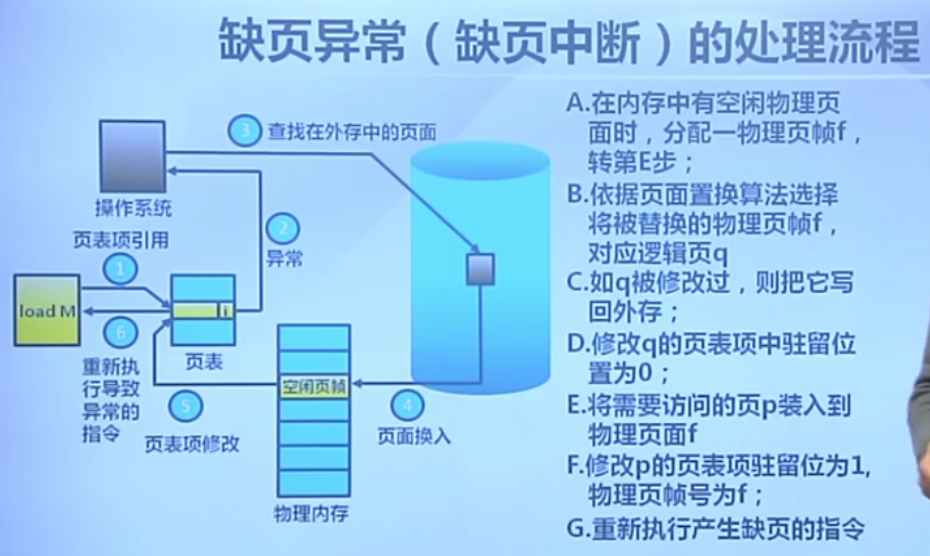 缺页异常（缺页中断）的处理流程
3 查找在外存中的页面
操作系统
页表项引用
1
2
异常
load M
i
6
页表
重新执
行导致
异常的
指令
5
页表项修改
空闲页帧
4
页面换入
物理内存
A.在内存中有空闲物理页
面时，分配一物理页帧f，
转第E步；
B.依据页面置换算法选择
将被替换的物理页帧f，
对应逻辑页q
C.如q被修改过，则把它写
回外存；
D.修改q的页表项中驻留位
置为0；
E.将需要访问的页p装入到
物理页面f
F.修改p的页表项驻留位为1,
物理页帧号为f；
G.重新执行产生缺页的指令